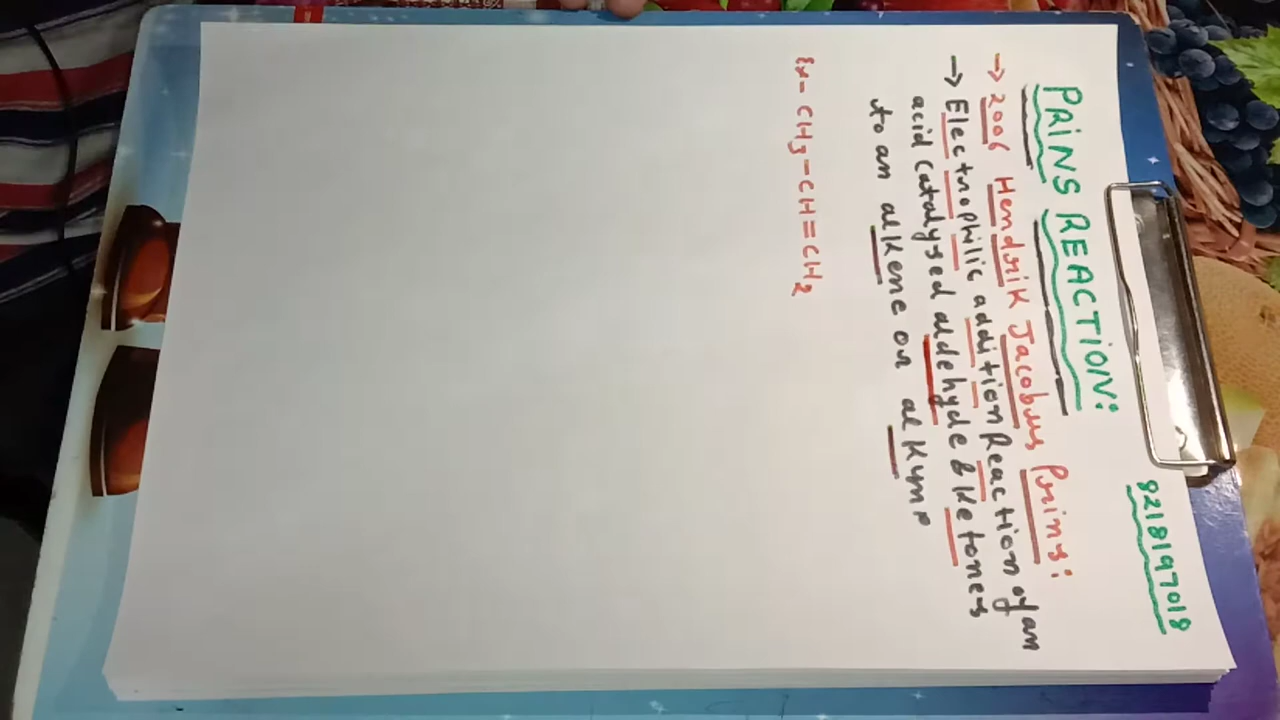 9218197018
PRINS REACTION:
→ 2006 Hendrik Jacobus Prins:
→ Electrophilic addition Reaction of an
acid catalysed aldehyde & Ketones
to an alkene or alkyne
Ex- CH3-CH=CH2